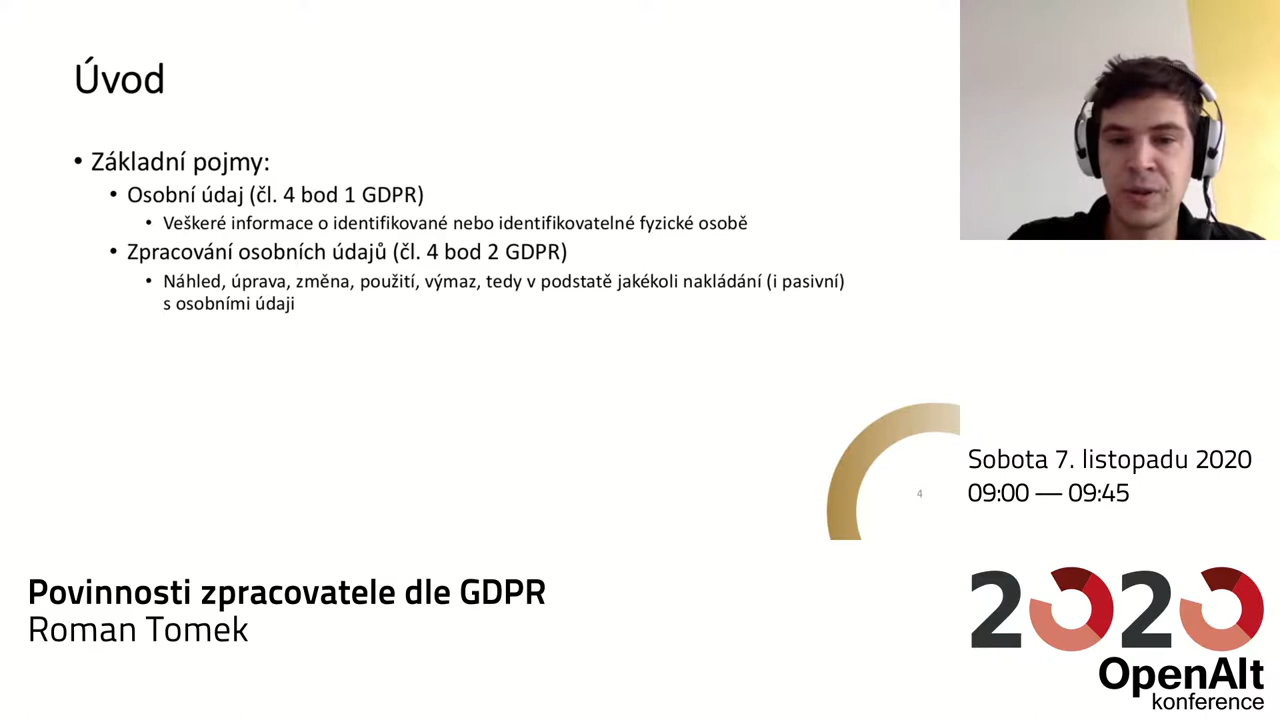 Úvod
• Základní pojmy:
• Osobní údaj (čl. 4 bod 1 GDPR)
• Veškeré informace o identifikované nebo identifikovatelné fyzické osobě
• Zpracování osobních údajů (čl. 4 bod 2 GDPR)
• Náhled, úprava, změna, použití, výmaz, tedy v podstatě jakékoli nakládání (i pasivní)
s osobními údaji
4
Sobota 7. listopadu 2020
09:00 — 09:45
Povinnosti zpracovatele dle GDPR
Roman Tomek
2020
OpenAlt
konference